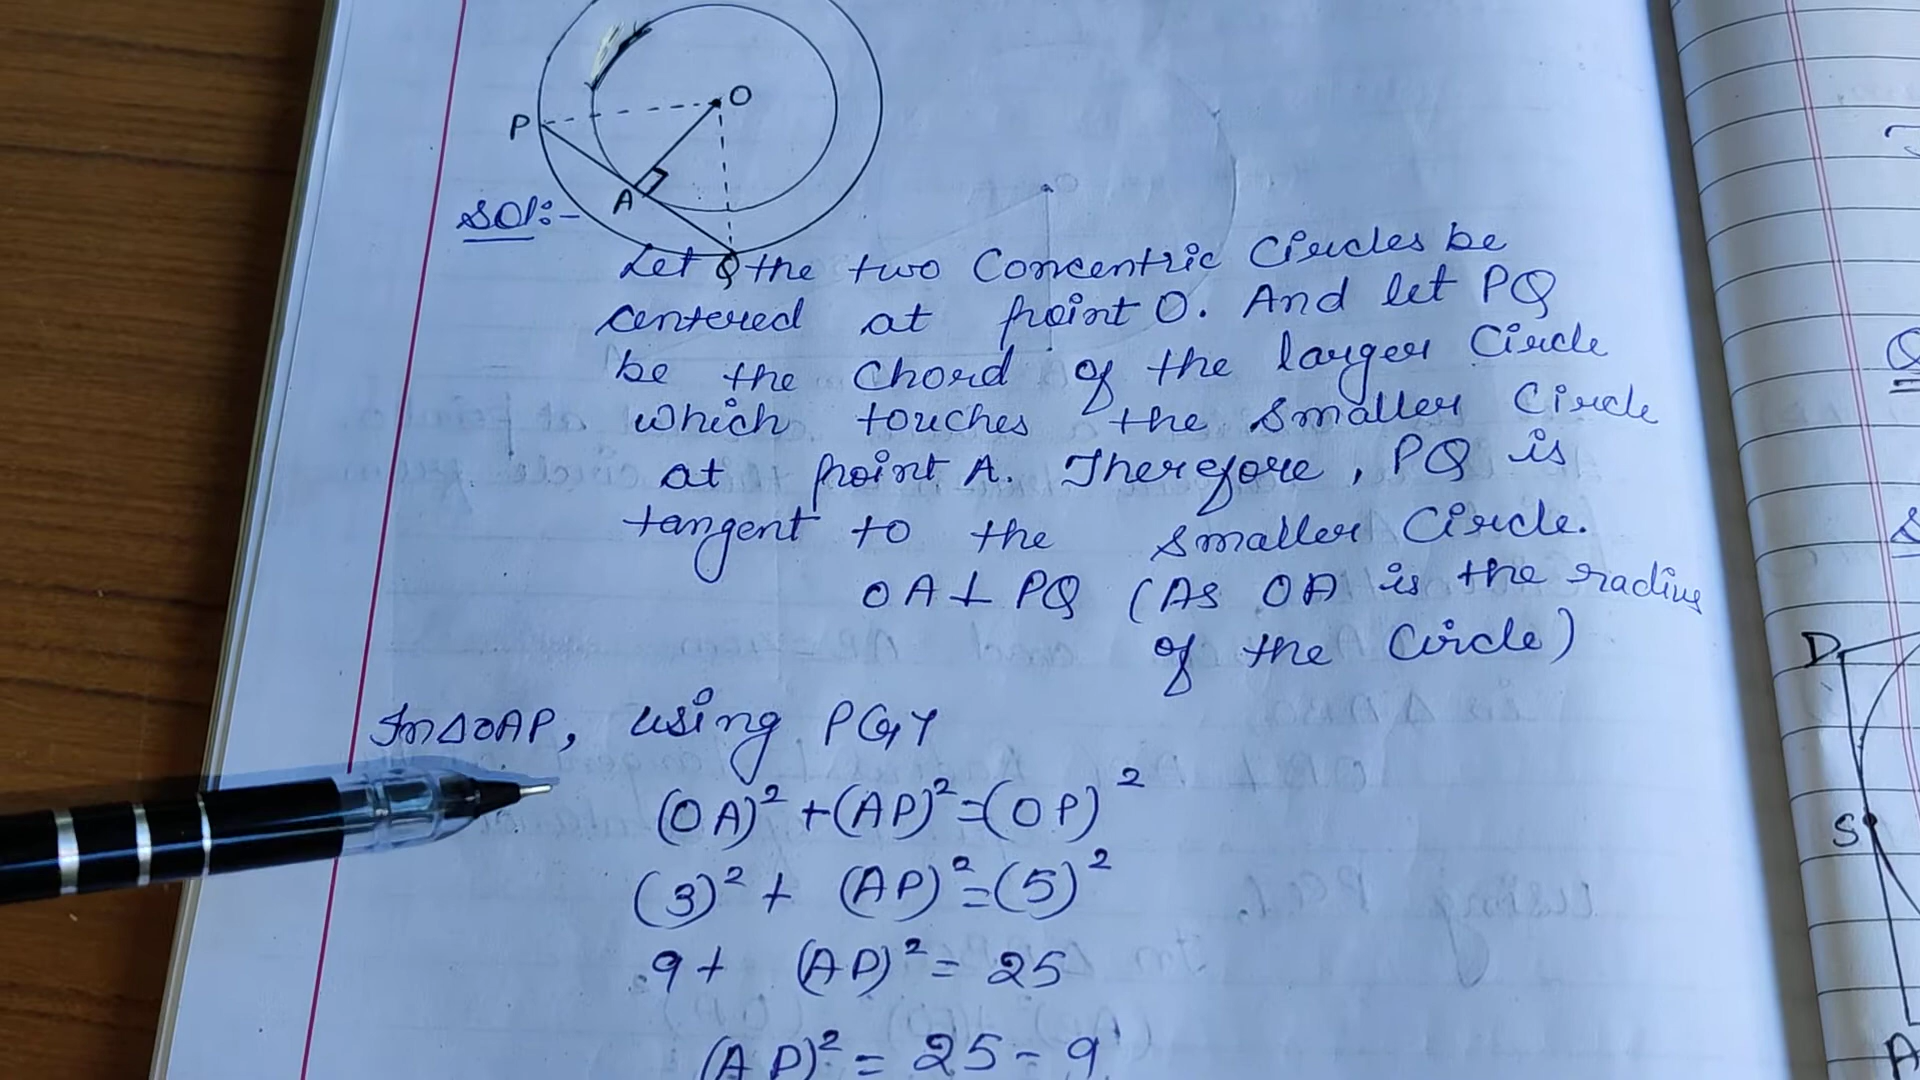 O
P
A
Sol:-
Q
Let the two Concentric Circles be
centered at point O. And let PQ
be the Chord of the larger Circle
which touches the Smaller Circle
at point A. Therefore, PQ is
tangent to the smaller Circle.
OA⊥PQ (As OA is the radius
of the Circle)
In△OAP, using PGT
(OA)²+(AP)²=(OP)²
(3)² + (AP)²=(5)²
9+ (AP)²= 25
(AP)² = 25-9
D
S
A